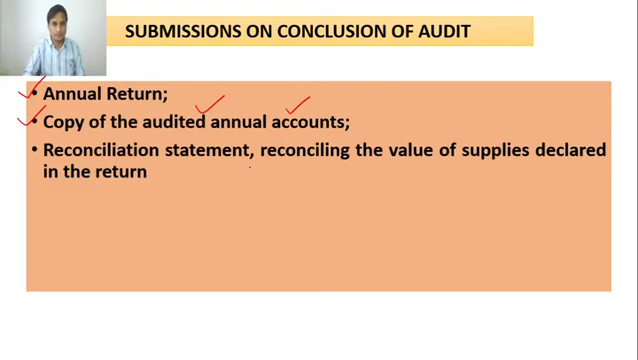 SUBMISSIONS ON CONCLUSION OF AUDIT
• Annual Return;
• Copy of the audited annual accounts;
• Reconciliation statement, reconciling the value of supplies declared
in the return